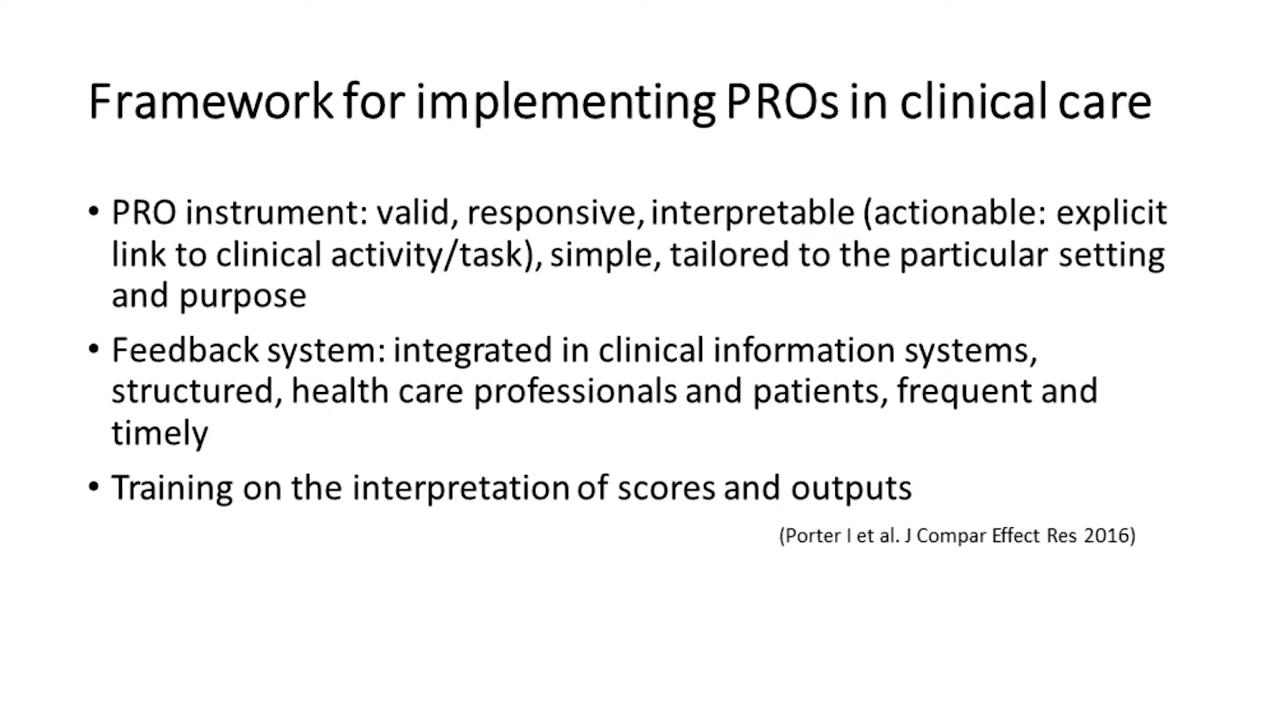 Framework for implementing PROs in clinical care
• PRO instrument: valid, responsive, interpretable (actionable: explicit
link to clinical activity/task), simple, tailored to the particular setting
and purpose
• Feedback system: integrated in clinical information systems,
structured, health care professionals and patients, frequent and
timely
• Training on the interpretation of scores and outputs
(Porter I et al. J Compar Effect Res 2016)